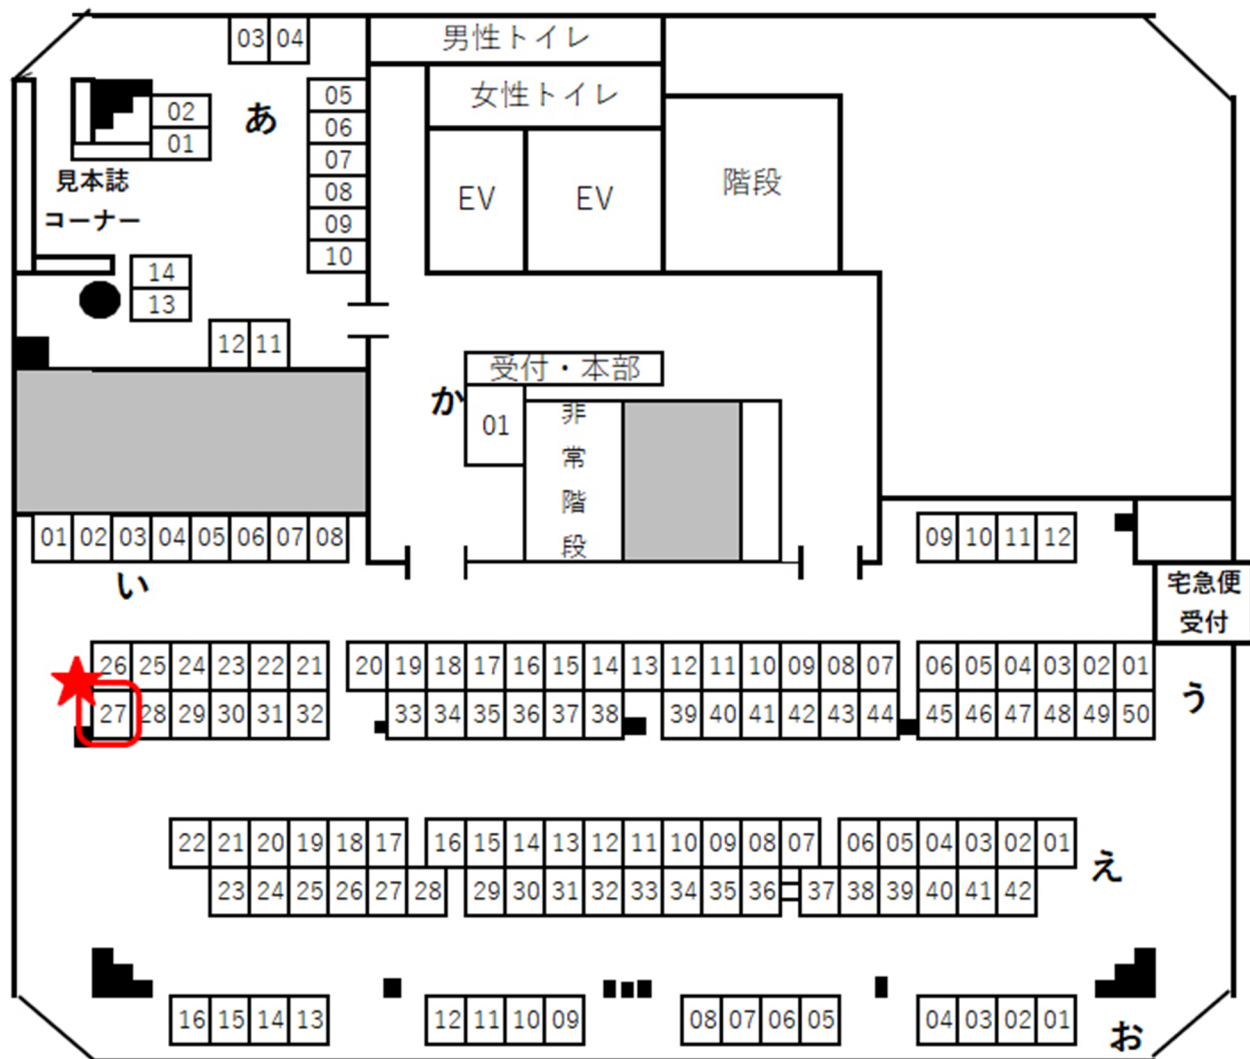 03 04
男性トイレ
女性トイレ
05
02
あ
06
01
07
見本誌
コーナー
08
09
10
EV
EV
階段
14
13
12 11
受付・本部
か
01
非
常
階
段
01 02 03 04 05 06 07 08
09 10 11 12
い
宅急便
受付
26 25 24 23 22 21
20 19 18 17 16 15 14 13 12 11 10 09 08 07
06 05 04 03 02 01
う
27 28 29 30 31 32
33 34 35 36 37 38
39 40 41 42 43 44
45 46 47 48 49 50
22 21 20 19 18 17
16 15 14 13 12 11 10 09 08 07
06 05 04 03 02 01
え
23 24 25 26 27 28
29 30 31 32 33 34 35 36
37 38 39 40 41 42
16 15 14 13
12 11 10 09
08 07 06 05
04 03 02 01
お